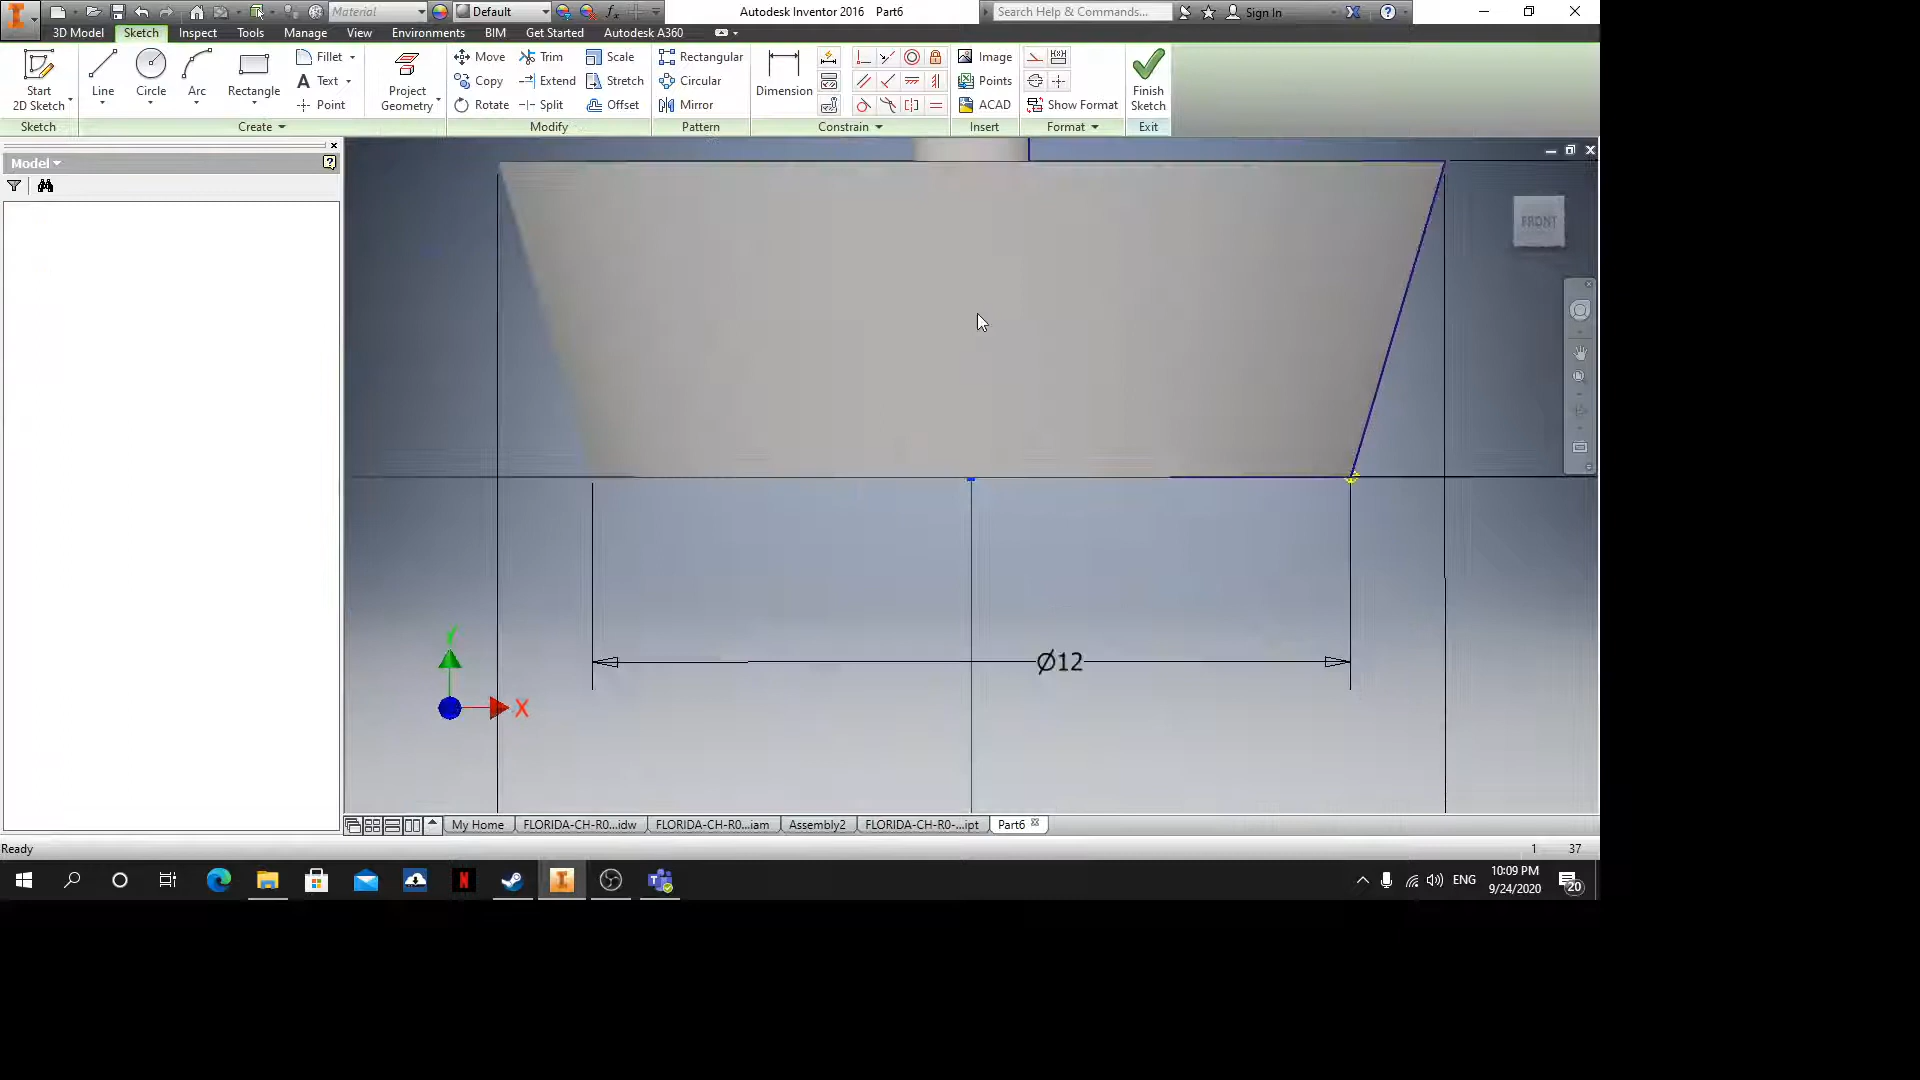 Material Default Autodesk Inventor 2016 Part6 Search Help & Commands... Sign In
3D Model Sketch Inspect Tools Manage View Environments BIM Get Started Autodesk A360
Start 2D Sketch
Line Circle Arc Rectangle
Fillet
Text
Point
Project Geometry
Move Trim Scale
Copy Extend Stretch
Rotate Split Offset
Rectangular
Circular
Mirror
Dimension
Image
Points
ACAD
Show Format
Finish Sketch
Sketch Create Modify Pattern Constrain Insert Format Exit
Model
FRONT
Ø12
Y
X
My Home FLORIDA-CH-R0...idw FLORIDA-CH-R0...iam Assembly2 FLORIDA-CH-R0-...ipt Part6
Ready 1 37
ENG 10:09 PM
9/24/2020 20